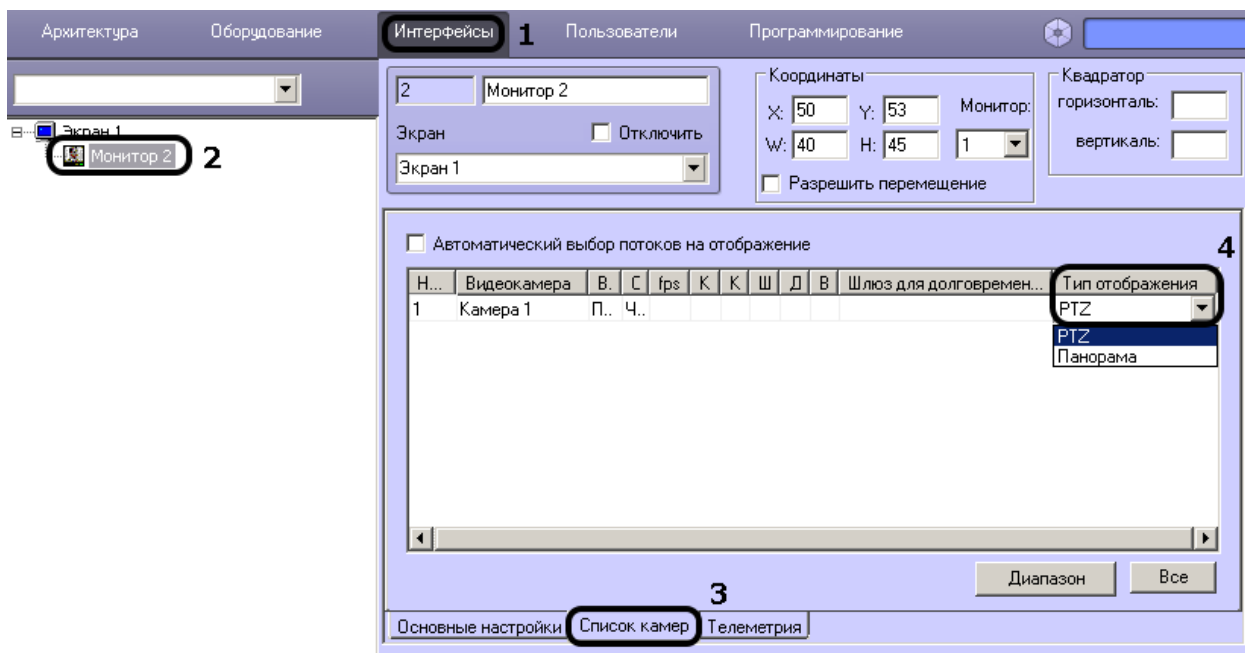 Архитектура Оборудование Интерфейсы 1 Пользователи Программирование
2 Монитор 2
Экран Отключить
Экран 1
Координаты
X: 50 Y: 53 Монитор:
W: 40 H: 45 1
Разрешить перемещение
Квадратор
горизонталь:
вертикаль:
Экран 1
Монитор 2 2
Автоматический выбор потоков на отображение
4
Н... Видеокамера В. С fps К К Ш Д В Шлюз для долговремен... Тип отображения
1 Камера 1 П.. Ч.. PTZ
PTZ
Панорама
Диапазон Все
3
Основные настройки Список камер Телеметрия